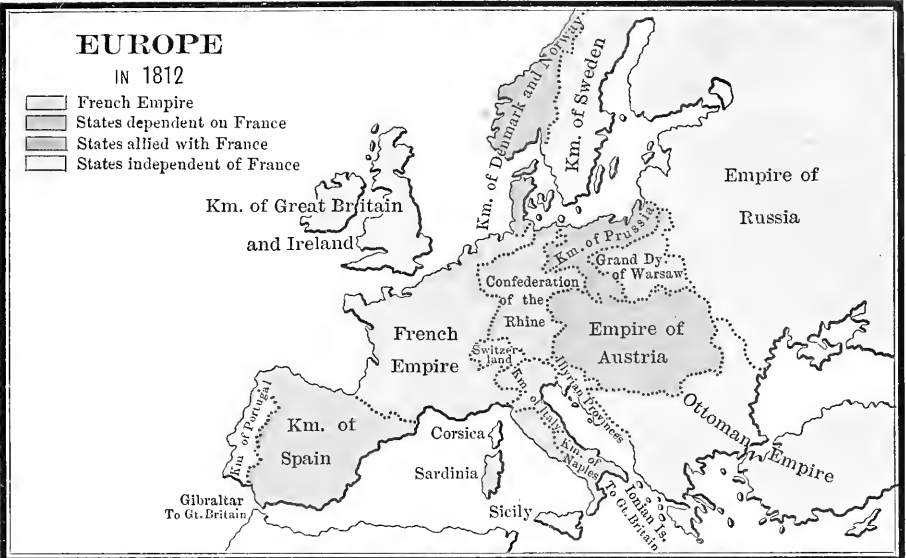 EUROPE
IN 1812
French Empire
States dependent on France
States allied with France
States independent of France
Km. of Denmark and Norway
Km. of Sweden
Empire of
Russia
Km. of Great Britain
and Ireland
Km. of Prussia
Grand Dy.
of Warsaw
Confederation
of the
Rhine
French
Empire
Empire of
Austria
Switzer-
land
Km. of Italy
Illyrian Provinces
Ottoman Empire
Km. of Portugal
Km. of
Spain
Corsica
Sardinia
Km. of
Naples
Gibraltar
To Gt. Britain
Sicily
Ionian Is.
To Gt. Britain